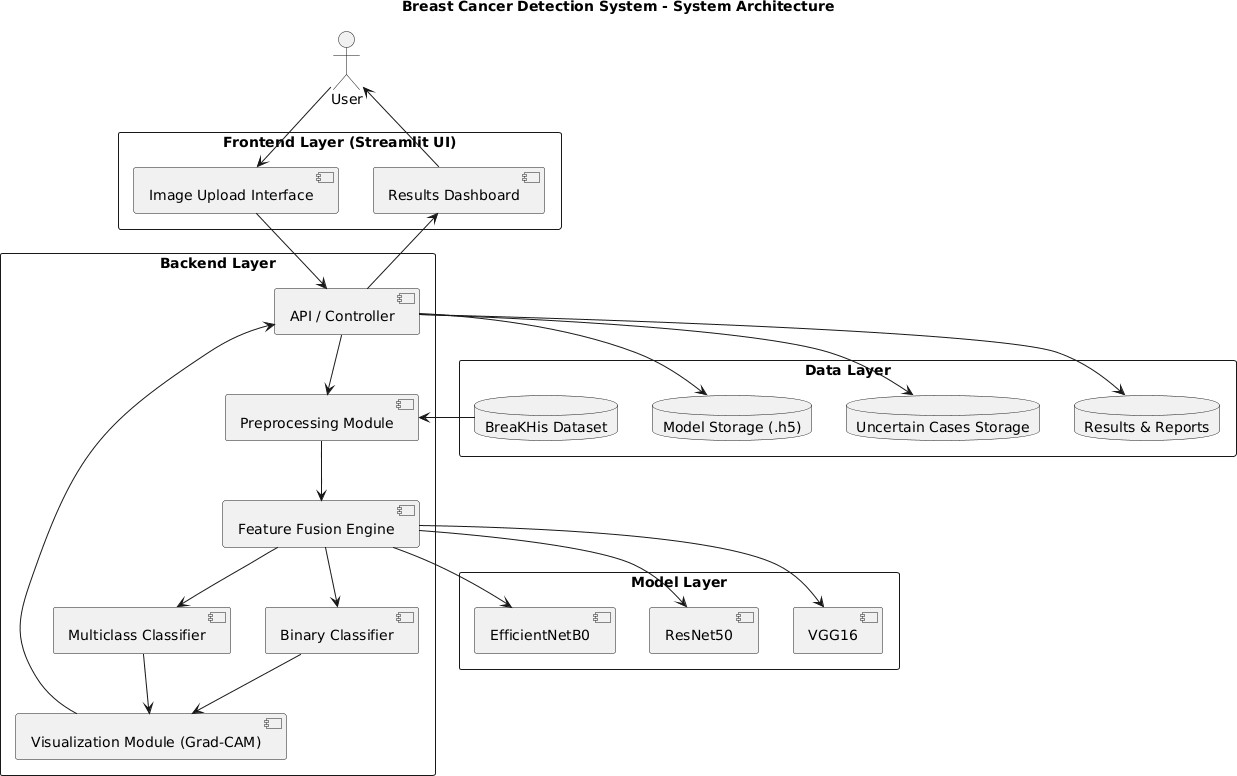 Breast Cancer Detection System - System Architecture
User
Frontend Layer (Streamlit UI)
Image Upload Interface
Results Dashboard
Backend Layer
API / Controller
Data Layer
Preprocessing Module
BreaKHis Dataset
Model Storage (.h5)
Uncertain Cases Storage
Results & Reports
Feature Fusion Engine
Model Layer
Multiclass Classifier
Binary Classifier
EfficientNetB0
ResNet50
VGG16
Visualization Module (Grad-CAM)